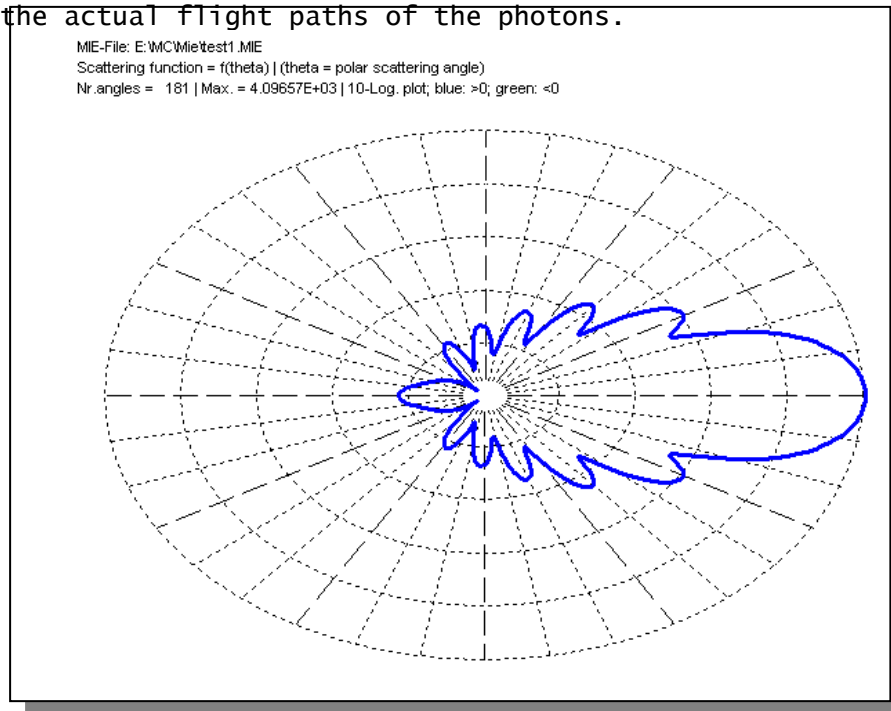 the actual flight paths of the photons.
MIE-File: E:\MC\Mie\test1.MIE
Scattering function = f(theta) | (theta = polar scattering angle)
Nr.angles = 181 | Max. = 4.09657E+03 | 10-Log. plot; blue: >0; green: <0